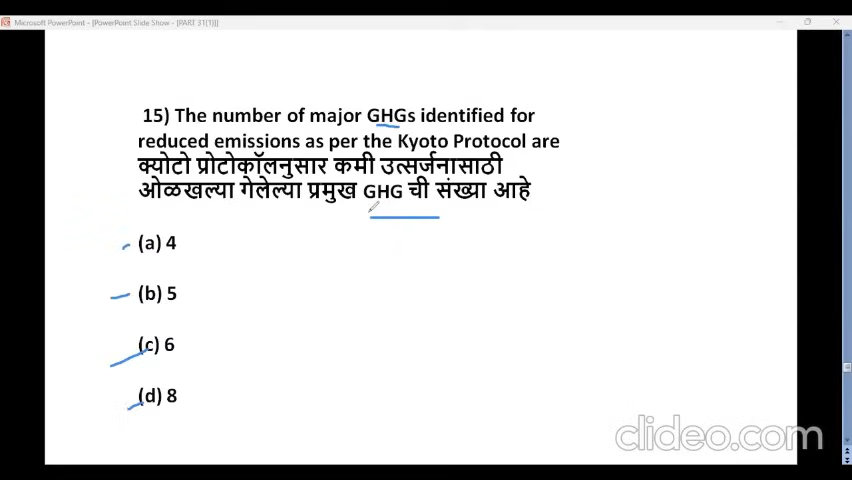 Microsoft PowerPoint - [PowerPoint Slide Show - [PART 31(1)]]
15) The number of major GHGs identified for
reduced emissions as per the Kyoto Protocol are
क्योटो प्रोटोकॉलनुसार कमी उत्सर्जनासाठी
ओळखल्या गेलेल्या प्रमुख GHG ची संख्या आहे
(a) 4
(b) 5
(c) 6
(d) 8
clideo.com